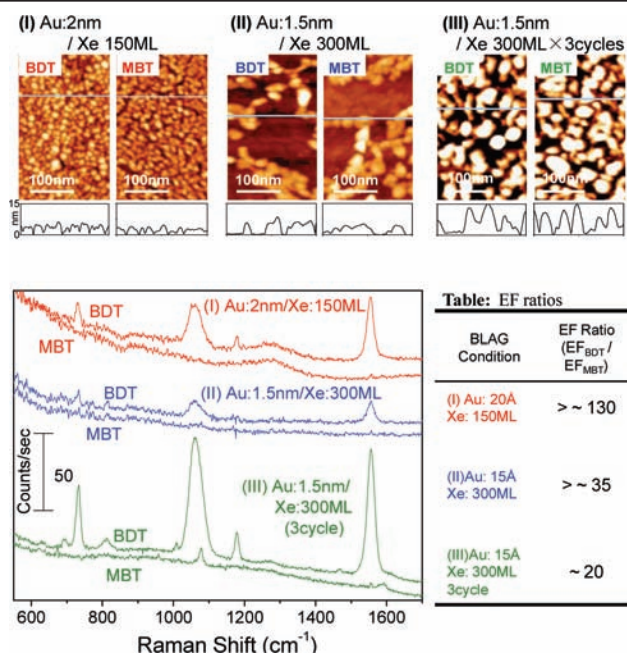 (I) Au:2nm
/ Xe 150ML
(II) Au:1.5nm
/ Xe 300ML
(III) Au:1.5nm
/ Xe 300ML×3cycles
BDT
MBT
BDT
MBT
BDT
MBT
100nm
100nm
100nm
100nm
100nm
100nm
15
nm
0
BDT
(I) Au:2nm/Xe:150ML
MBT
BDT
(II) Au:1.5nm/Xe:300ML
MBT
Counts/sec
50
(III) Au:1.5nm/
Xe:300ML
(3cycle)
BDT
MBT
600
800
1000
1200
1400
1600
Raman Shift (cm⁻¹)
Table: EF ratios
BLAG
Condition
EF Ratio
(EF_BDT /
EF_MBT)
(I) Au: 20Å
Xe: 150ML
> ~ 130
(II)Au: 15Å
Xe: 300ML
> ~ 35
(III)Au: 15Å
Xe: 300ML
3cycle
~ 20